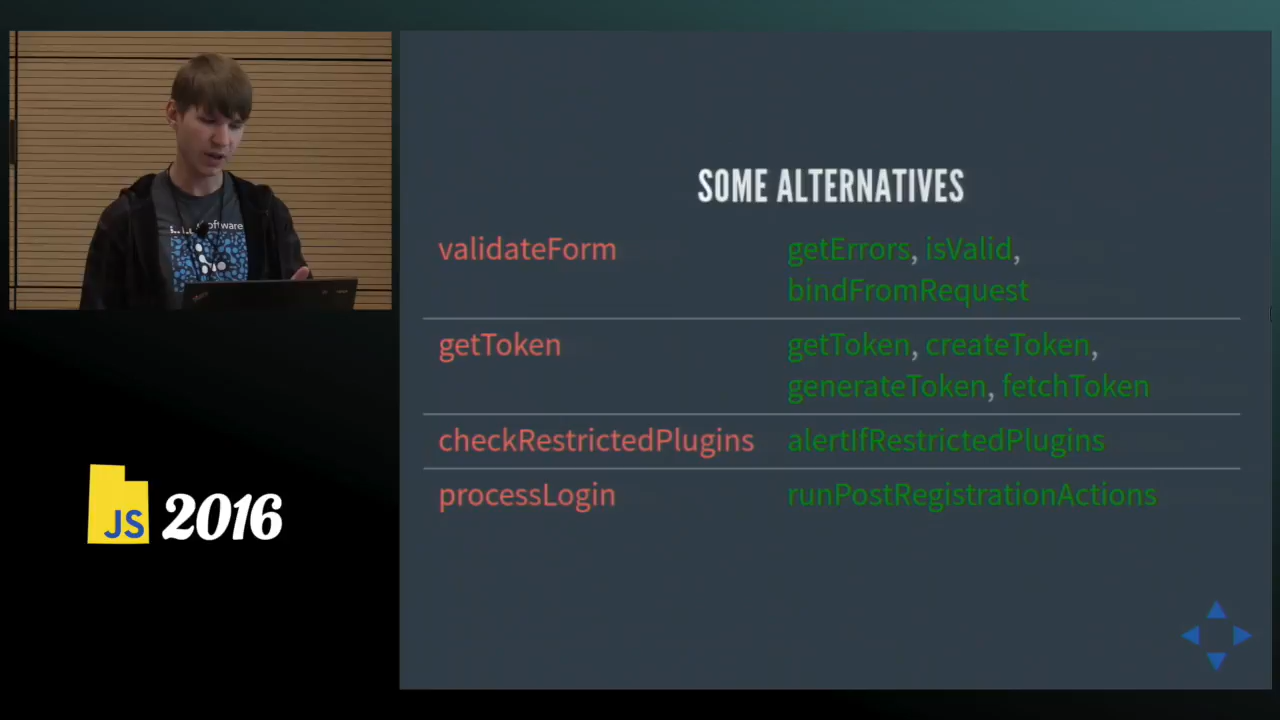 SOME ALTERNATIVES
validateForm
getErrors, isValid,
bindFromRequest
getToken
getToken, createToken,
generateToken, fetchToken
checkRestrictedPlugins
alertIfRestrictedPlugins
processLogin
runPostRegistrationActions
JS 2016